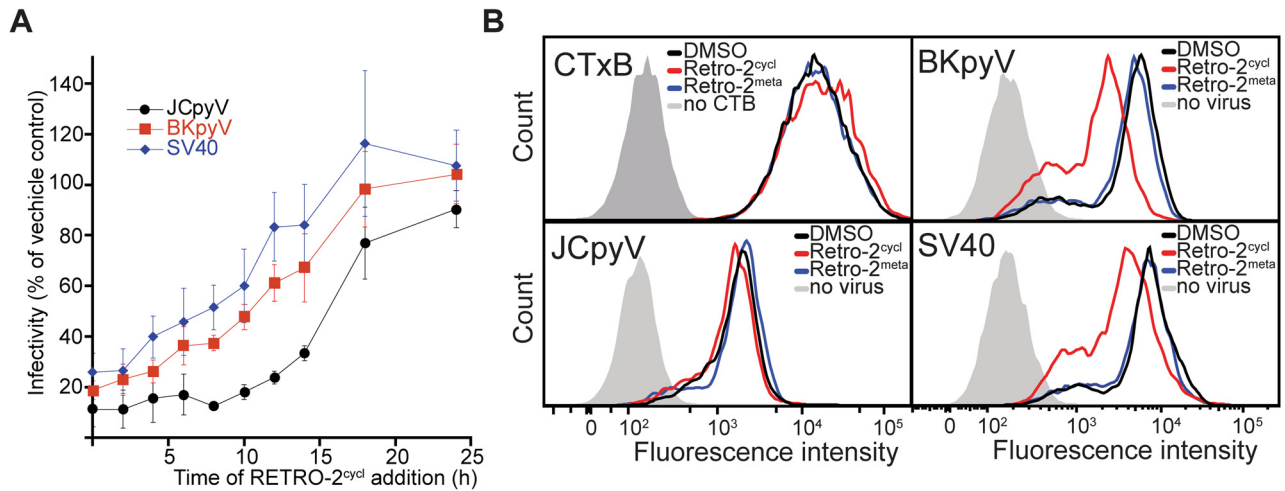 A
Infectivity (% of vechicle control)
140
120
100
80
60
40
20
JCpyV
BKpyV
SV40
5
10
15
20
25
Time of RETRO-2cycl addition (h)
B
CTxB
DMSO
Retro-2cycl
Retro-2meta
no CTB
Count
BKpyV
DMSO
Retro-2cycl
Retro-2meta
no virus
JCpyV
DMSO
Retro-2cycl
Retro-2meta
no virus
Count
0 10² 10³ 10⁴ 10⁵
Fluorescence intensity
SV40
DMSO
Retro-2cycl
Retro-2meta
no virus
0 10² 10³ 10⁴ 10⁵
Fluorescence intensity